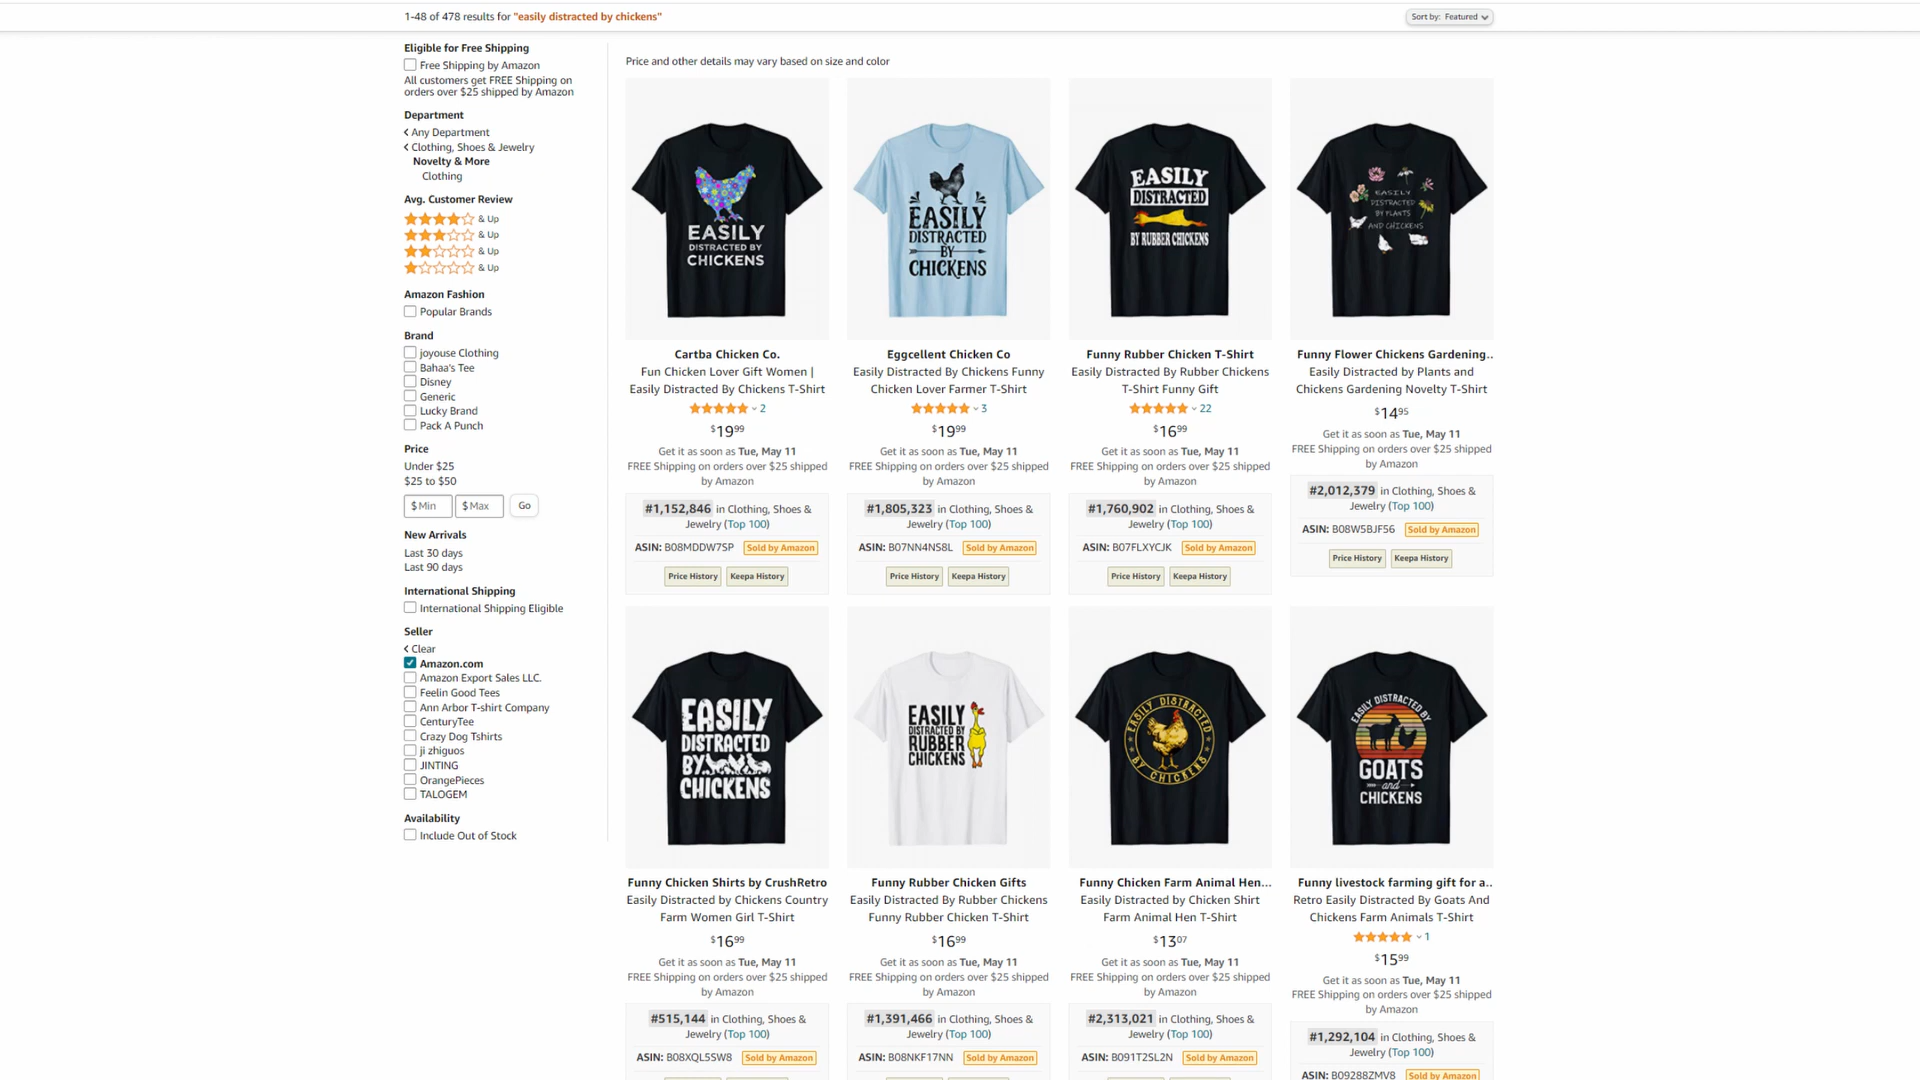 1-48 of 478 results for "easily distracted by chickens"
Sort by: Featured
Eligible for Free Shipping
Free Shipping by Amazon
All customers get FREE Shipping on
orders over $25 shipped by Amazon
Department
Any Department
Clothing, Shoes & Jewelry
Novelty & More
Clothing
Avg. Customer Review
& Up
& Up
& Up
& Up
Amazon Fashion
Popular Brands
Brand
joyouse Clothing
Bahaa's Tee
Disney
Generic
Lucky Brand
Pack A Punch
Price
Under $25
$25 to $50
$ Min $ Max Go
New Arrivals
Last 30 days
Last 90 days
International Shipping
International Shipping Eligible
Seller
Clear
Amazon.com
Amazon Export Sales LLC.
Feelin Good Tees
Ann Arbor T-shirt Company
CenturyTee
Crazy Dog Tshirts
ji zhiguos
JINTING
OrangePieces
TALOGEM
Availability
Include Out of Stock
Price and other details may vary based on size and color
EASILY
DISTRACTED BY
CHICKENS
Cartba Chicken Co.
Fun Chicken Lover Gift Women |
Easily Distracted By Chickens T-Shirt
2
$19.99
Get it as soon as Tue, May 11
FREE Shipping on orders over $25 shipped
by Amazon
#1,152,846 in Clothing, Shoes &
Jewelry (Top 100)
ASIN: B08MDDW7SP Sold by Amazon
Price History Keepa History
EASILY
DISTRACTED
BY
CHICKENS
Eggcellent Chicken Co
Easily Distracted By Chickens Funny
Chicken Lover Farmer T-Shirt
3
$19.99
Get it as soon as Tue, May 11
FREE Shipping on orders over $25 shipped
by Amazon
#1,805,323 in Clothing, Shoes &
Jewelry (Top 100)
ASIN: B07NN4NS8L Sold by Amazon
Price History Keepa History
EASILY
DISTRACTED
BY RUBBER CHICKENS
Funny Rubber Chicken T-Shirt
Easily Distracted By Rubber Chickens
T-Shirt Funny Gift
22
$16.99
Get it as soon as Tue, May 11
FREE Shipping on orders over $25 shipped
by Amazon
#1,760,902 in Clothing, Shoes &
Jewelry (Top 100)
ASIN: B07FLXYCJK Sold by Amazon
Price History Keepa History
EASILY
DISTRACTED
BY PLANTS
AND CHICKENS
Funny Flower Chickens Gardening..
Easily Distracted by Plants and
Chickens Gardening Novelty T-Shirt
$14.95
Get it as soon as Tue, May 11
FREE Shipping on orders over $25 shipped
by Amazon
#2,012,379 in Clothing, Shoes &
Jewelry (Top 100)
ASIN: B08W5BJF56 Sold by Amazon
Price History Keepa History
EASILY
DISTRACTED
BY
CHICKENS
Funny Chicken Shirts by CrushRetro
Easily Distracted by Chickens Country
Farm Women Girl T-Shirt
$16.99
Get it as soon as Tue, May 11
FREE Shipping on orders over $25 shipped
by Amazon
#515,144 in Clothing, Shoes &
Jewelry (Top 100)
ASIN: B08XQL5SW8 Sold by Amazon
EASILY
DISTRACTED BY
RUBBER
CHICKENS
Funny Rubber Chicken Gifts
Easily Distracted By Rubber Chickens
Funny Rubber Chicken T-Shirt
$16.99
Get it as soon as Tue, May 11
FREE Shipping on orders over $25 shipped
by Amazon
#1,391,466 in Clothing, Shoes &
Jewelry (Top 100)
ASIN: B08NKF17NN Sold by Amazon
EASILY DISTRACTED
BY CHICKENS
Funny Chicken Farm Animal Hen...
Easily Distracted by Chicken Shirt
Farm Animal Hen T-Shirt
$13.07
Get it as soon as Tue, May 11
FREE Shipping on orders over $25 shipped
by Amazon
#2,313,021 in Clothing, Shoes &
Jewelry (Top 100)
ASIN: B091T2SL2N Sold by Amazon
EASILY DISTRACTED BY
GOATS
and
CHICKENS
Funny livestock farming gift for a..
Retro Easily Distracted By Goats And
Chickens Farm Animals T-Shirt
1
$15.99
Get it as soon as Tue, May 11
FREE Shipping on orders over $25 shipped
by Amazon
#1,292,104 in Clothing, Shoes &
Jewelry (Top 100)
ASIN: B09288ZMV8 Sold by Amazon